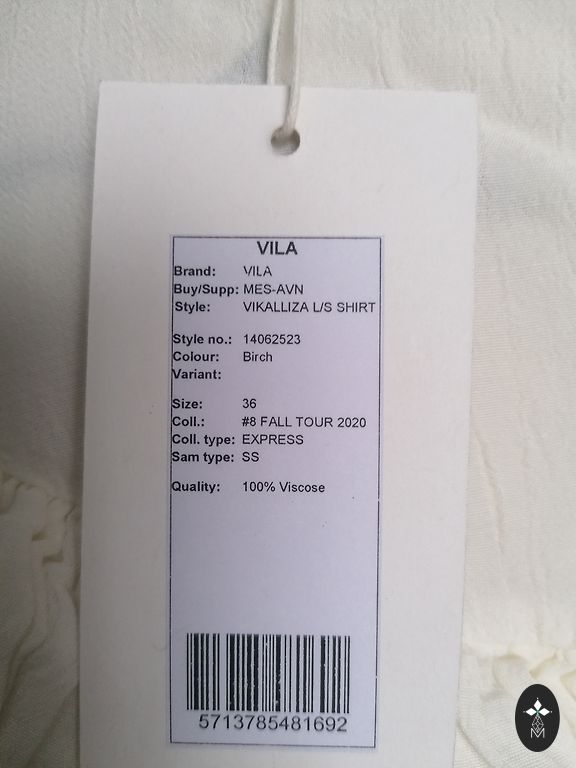 VILA
Brand: VILA
Buy/Supp: MES-AVN
Style: VIKALLIZA L/S SHIRT
Style no.: 14062523
Colour: Birch
Variant:
Size: 36
Coll.: #8 FALL TOUR 2020
Coll. type: EXPRESS
Sam type: SS
Quality: 100% Viscose
5713785481692
M